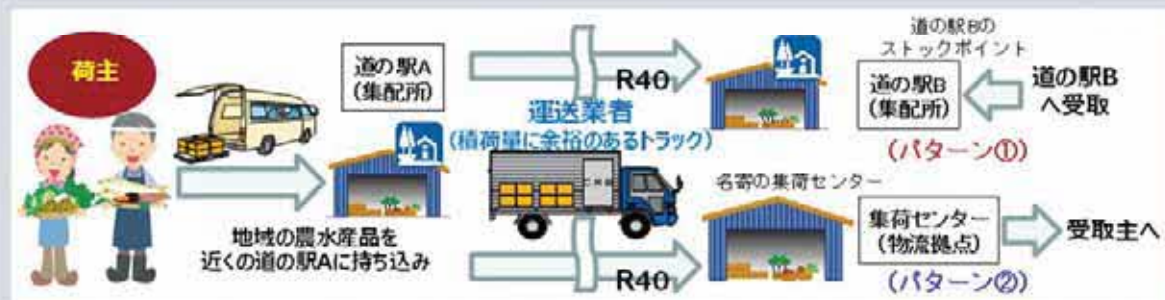 荷主
道の駅A
(集配所)
地域の農水産品を
近くの道の駅Aに持ち込み
R40
運送業者
(積荷量に余裕のあるトラック)
R40
道の駅Bの
ストックポイント
道の駅B
(集配所)
道の駅B
へ受取
(パターン①)
名寄の集荷センター
集荷センター
(物流拠点)
受取主へ
(パターン②)